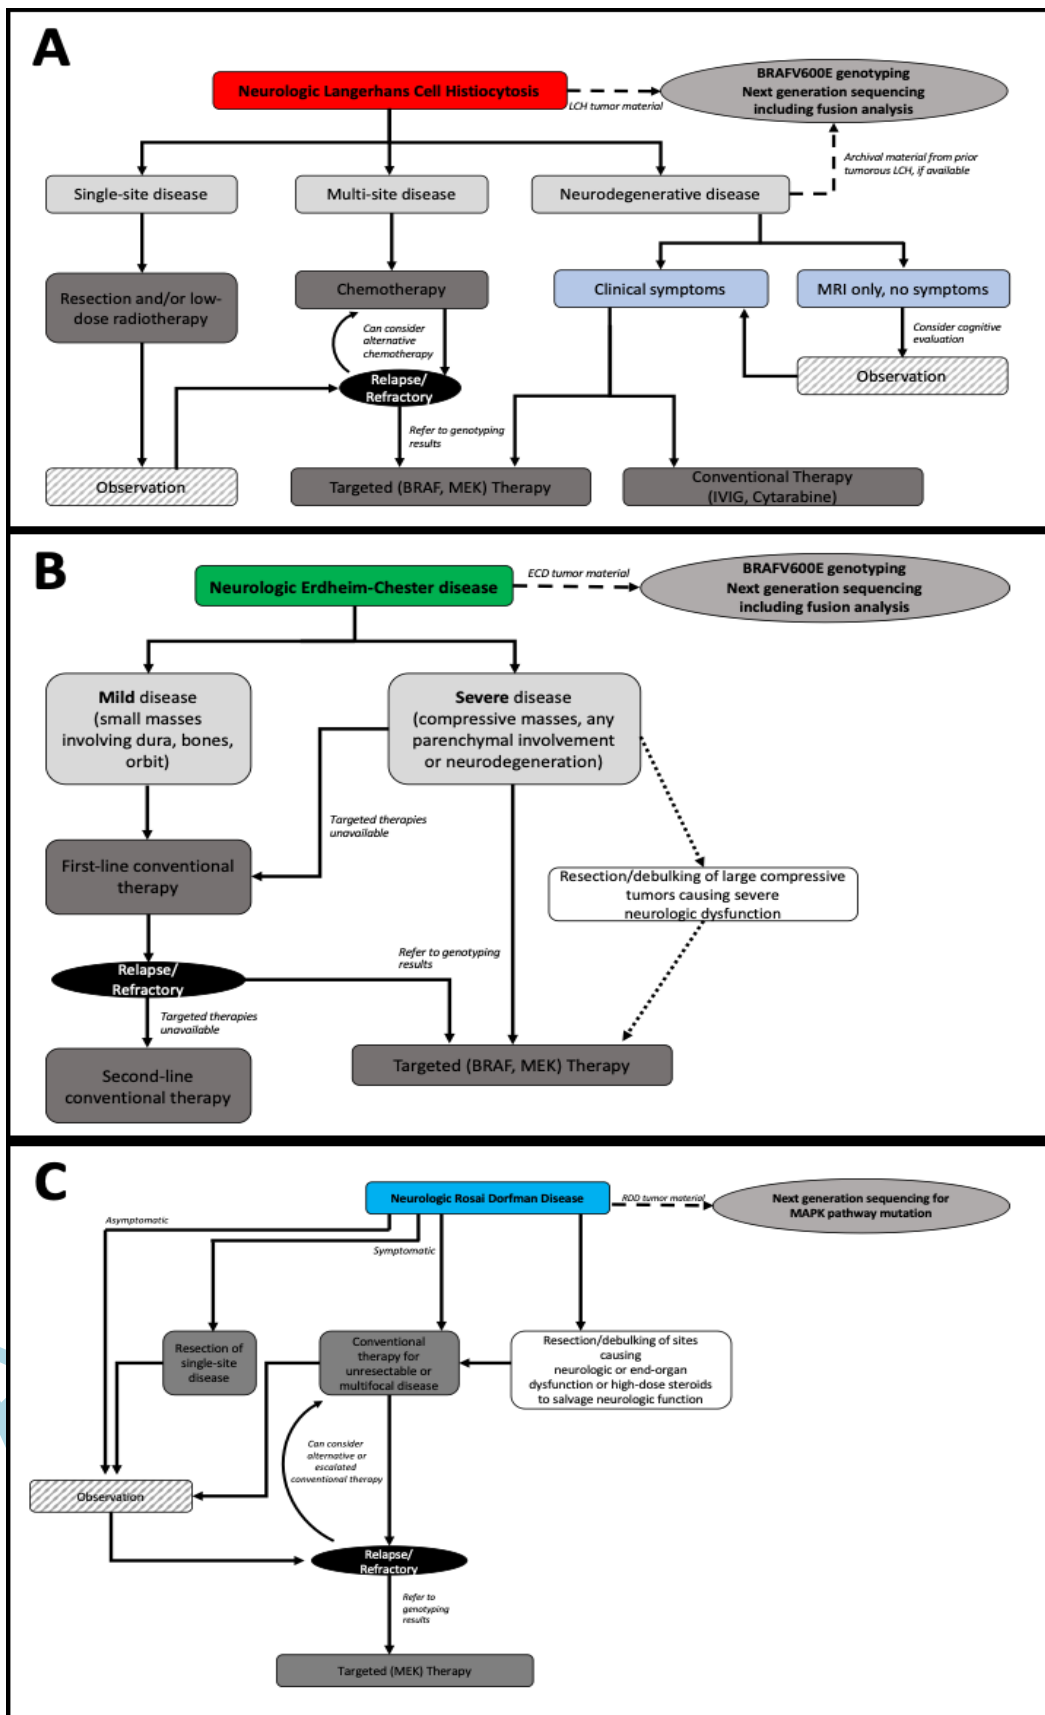 A
Neurologic Langerhans Cell Histiocytosis
LCH tumor material
BRAFV600E genotyping
Next generation sequencing
including fusion analysis
Archival material from prior
tumorous LCH, if available
Single-site disease
Multi-site disease
Neurodegenerative disease
Resection and/or low-
dose radiotherapy
Chemotherapy
Clinical symptoms
MRI only, no symptoms
Can consider
alternative
chemotherapy
Consider cognitive
evaluation
Relapse/
Refractory
Observation
Refer to genotyping
results
Observation
Targeted (BRAF, MEK) Therapy
Conventional Therapy
(IVIG, Cytarabine)
B
Neurologic Erdheim-Chester disease
ECD tumor material
BRAFV600E genotyping
Next generation sequencing
including fusion analysis
Mild disease
(small masses
involving dura, bones,
orbit)
Severe disease
(compressive masses, any
parenchymal involvement
or neurodegeneration)
Targeted therapies
unavailable
First-line conventional
therapy
Resection/debulking of large compressive
tumors causing severe
neurologic dysfunction
Relapse/
Refractory
Refer to genotyping
results
Targeted therapies
unavailable
Second-line
conventional therapy
Targeted (BRAF, MEK) Therapy
C
Neurologic Rosai Dorfman Disease
RDD tumor material
Next generation sequencing for
MAPK pathway mutation
Asymptomatic
Symptomatic
Resection of
single-site
disease
Conventional
therapy for
unresectable or
multifocal disease
Resection/debulking of sites
causing
neurologic or end-organ
dysfunction or high-dose steroids
to salvage neurologic function
Can consider
alternative or
escalated
conventional therapy
Observation
Relapse/
Refractory
Refer to
genotyping
results
Targeted (MEK) Therapy